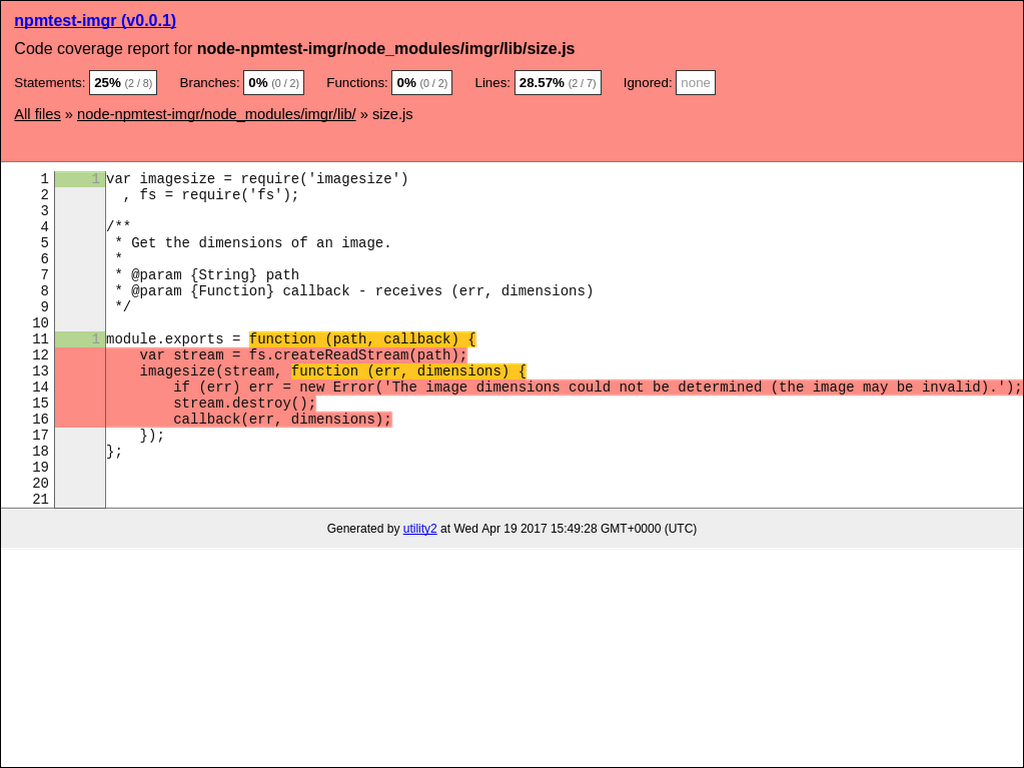 npmtest-imgr (v0.0.1)
Code coverage report for node-npmtest-imgr/node_modules/imgr/lib/size.js
Statements: 25% (2 / 8) Branches: 0% (0 / 2) Functions: 0% (0 / 2) Lines: 28.57% (2 / 7) Ignored: none
All files » node-npmtest-imgr/node_modules/imgr/lib/ » size.js
1 1 var imagesize = require('imagesize')
2   , fs = require('fs');
3
4 /**
5  * Get the dimensions of an image.
6  *
7  * @param {String} path
8  * @param {Function} callback - receives (err, dimensions)
9  */
10
11 1 module.exports = function (path, callback) {
12     var stream = fs.createReadStream(path);
13     imagesize(stream, function (err, dimensions) {
14         if (err) err = new Error('The image dimensions could not be determined (the image may be invalid).');
15         stream.destroy();
16         callback(err, dimensions);
17     });
18 };
19
20
21
Generated by utility2 at Wed Apr 19 2017 15:49:28 GMT+0000 (UTC)